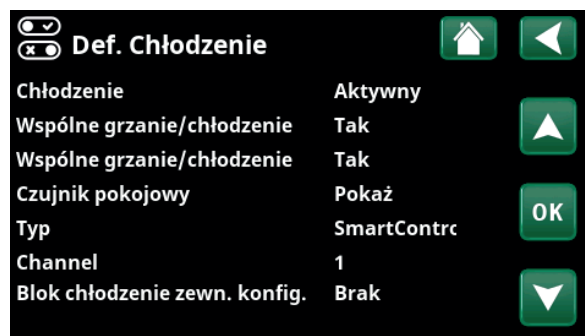 Def. Chłodzenie
Chłodzenie Aktywny
Wspólne grzanie/chłodzenie Tak
Wspólne grzanie/chłodzenie Tak
Czujnik pokojowy Pokaż
Typ SmartContrc
Channel 1
Blok chłodzenie zewn. konfig. Brak
OK